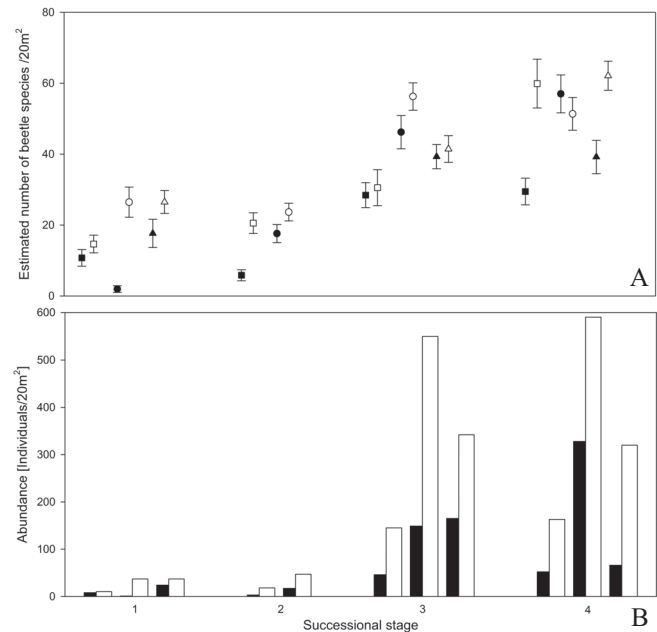 80
60
40
20
0
Estimated number of beetle species /20m²
A
600
500
400
300
200
100
0
Abundance [Individuals/20m²]
1 2 3 4
Successional stage
B